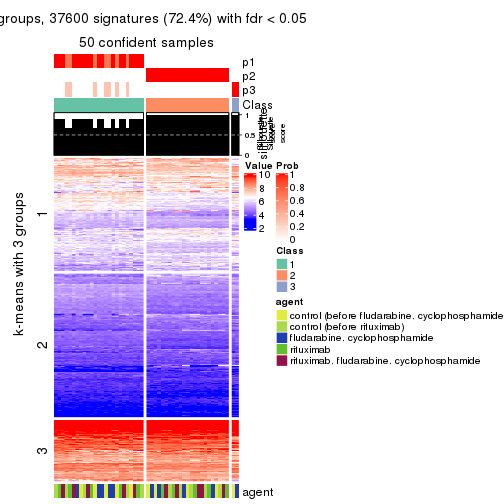 groups, 37600 signatures (72.4%) with fdr < 0.05
50 confident samples
p1
p2
p3
Class
1
0.5
0
score
Value
10
8
6
4
2
Prob
1
0.8
0.6
0.4
0.2
0
Class
1
2
3
agent
control (before fludarabine. cyclophosphamide
control (before rituximab)
fludarabine. cyclophosphamide
rituximab
rituximab. fludarabine. cyclophosphamide
k-means with 3 groups
1
2
3
agent